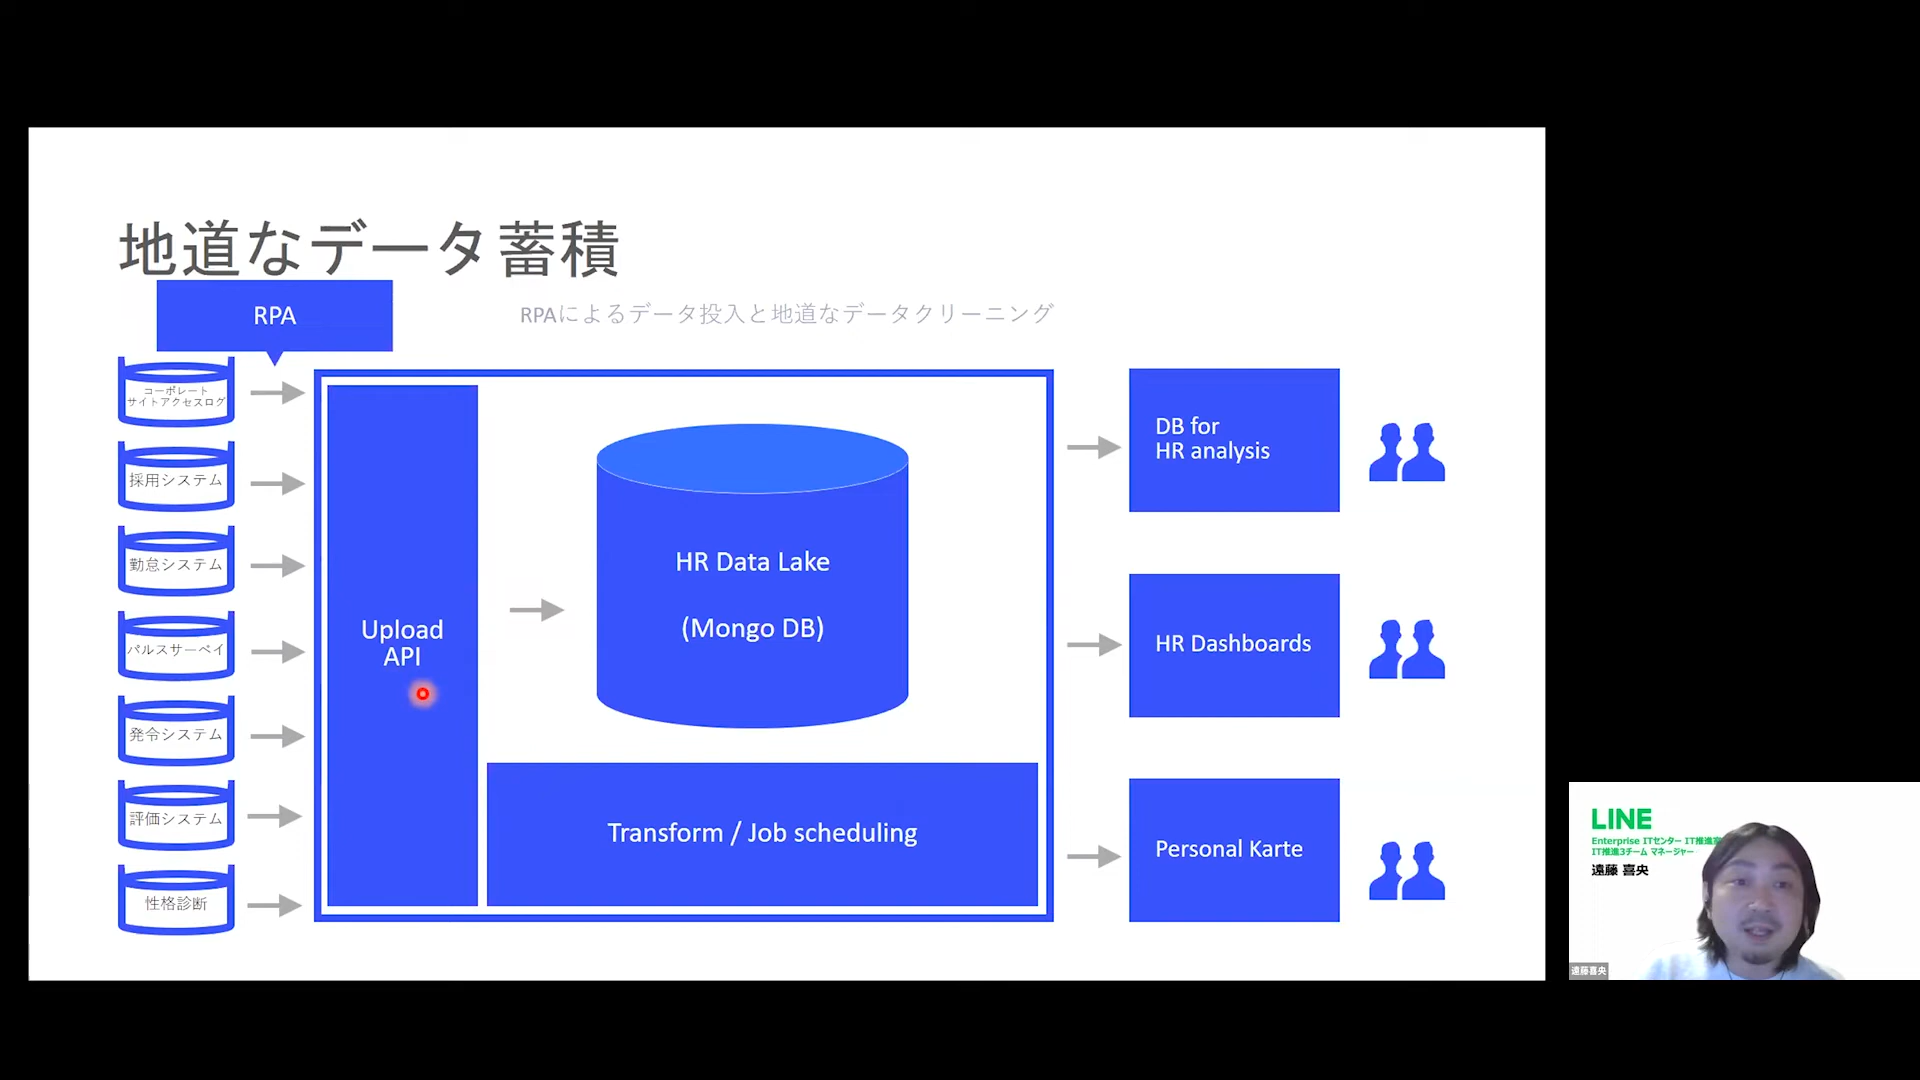 地道なデータ蓄積
RPA
RPAによるデータ投入と地道なデータクリーニング
コーポレート
サイトアクセスログ
採用システム
勤怠システム
パルスサーベイ
発令システム
評価システム
性格診断
Upload
API
HR Data Lake
(Mongo DB)
Transform / Job scheduling
DB for
HR analysis
HR Dashboards
Personal Karte
LINE
Enterprise ITセンター IT推進室
IT推進3チーム マネージャー
遠藤 喜央
遠藤喜央